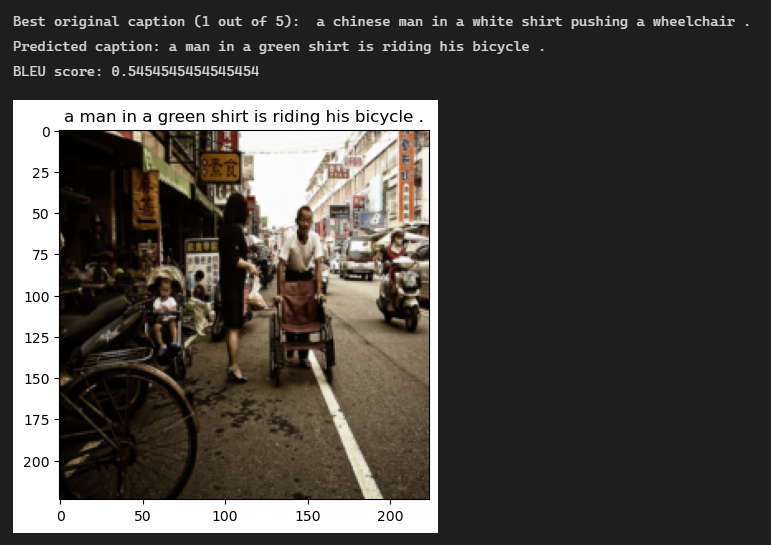 Best original caption (1 out of 5):  a chinese man in a white shirt pushing a wheelchair .
Predicted caption: a man in a green shirt is riding his bicycle .
BLEU score: 0.5454545454545454
a man in a green shirt is riding his bicycle .
0
素食
25
50
75
100
125
150
175
200
0 50 100 150 200